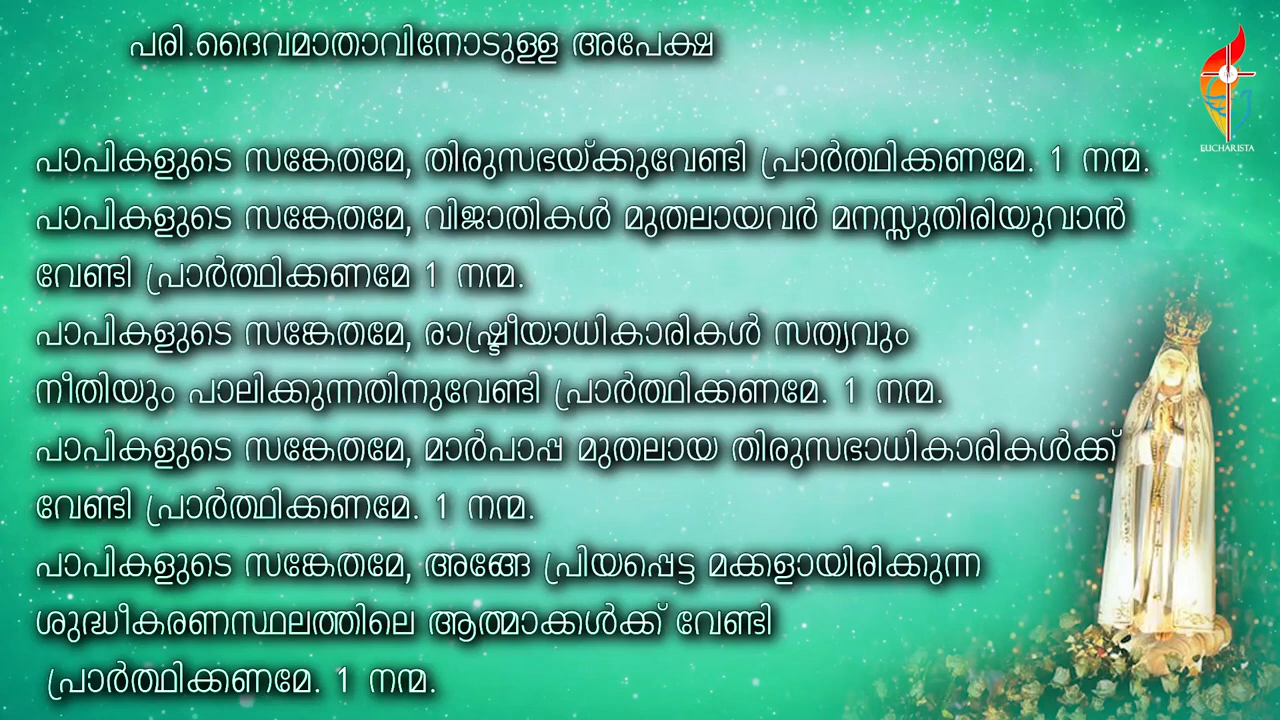 പരി.ദൈവമാതാവിനോടുള്ള അപേക്ഷ
EUCHARISTA
പാപികളുടെ സങ്കേതമേ, തിരുസഭയ്ക്കുവേണ്ടി പ്രാർത്ഥിക്കണമേ. 1 നന്മ.
പാപികളുടെ സങ്കേതമേ, വിജാതികൾ മുതലായവർ മനസ്സുതിരിയുവാൻ
വേണ്ടി പ്രാർത്ഥിക്കണമേ 1 നന്മ.
പാപികളുടെ സങ്കേതമേ, രാഷ്ട്രീയാധികാരികൾ സത്യവും
നീതിയും പാലിക്കുന്നതിനുവേണ്ടി പ്രാർത്ഥിക്കണമേ. 1 നന്മ.
പാപികളുടെ സങ്കേതമേ, മാർപാപ്പ മുതലായ തിരുസഭാധികാരികൾക്ക്
വേണ്ടി പ്രാർത്ഥിക്കണമേ. 1 നന്മ.
പാപികളുടെ സങ്കേതമേ, അങ്ങേ പ്രിയപ്പെട്ട മക്കളായിരിക്കുന്ന
ശുദ്ധീകരണസ്ഥലത്തിലെ ആത്മാക്കൾക്ക് വേണ്ടി
പ്രാർത്ഥിക്കണമേ. 1 നന്മ.